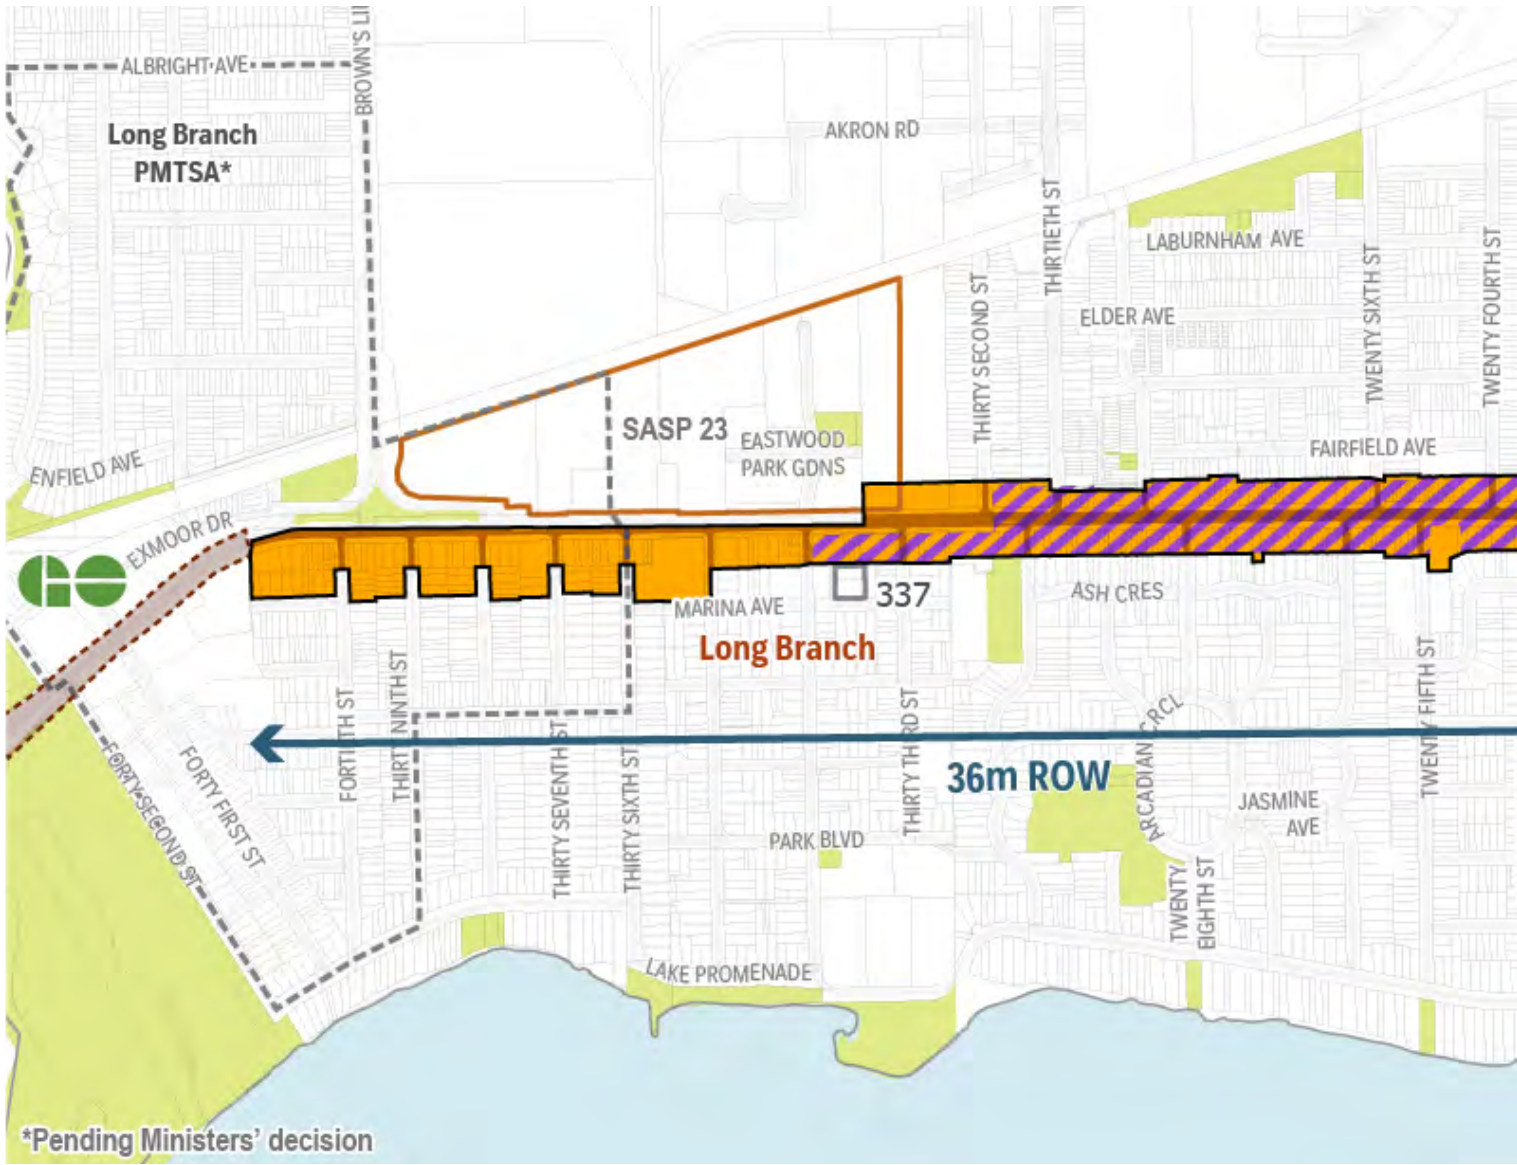 ALBRIGHT AVE
BROWN'S LI
Long Branch
PMTSA*
AKRON RD
THIRTIETH ST
LABURNHAM AVE
TWENTY SIXTH ST
TWENTY FOURTH ST
THIRTY SECOND ST
ELDER AVE
SASP 23
EASTWOOD
PARK GDNS
FAIRFIELD AVE
ENFIELD AVE
EXMOOR DR
GO
337
MARINA AVE
ASH CRES
Long Branch
FORTIETH ST
THIRTY NINTH ST
THIRTY SEVENTH ST
THIRTY SIXTH ST
THIRTY THIRD ST
ARCADIAN CRCL
TWENTY FIFTH ST
FORTY SECOND ST
FORTY FIRST ST
36m ROW
JASMINE
AVE
PARK BLVD
TWENTY
EIGHTH ST
LAKE PROMENADE
*Pending Ministers' decision